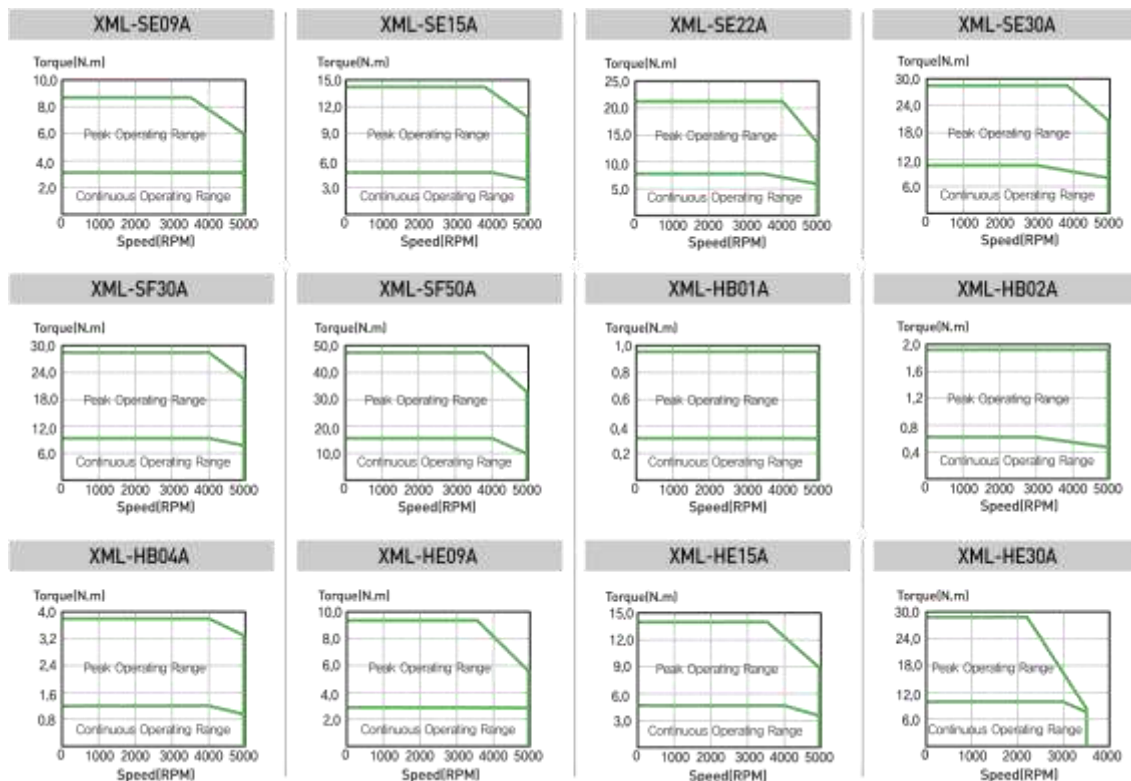 XML-SE09A
Torque(N.m)
10,0
8,0
6,0
4,0
2,0
Peak Operating Range
Continuous Operating Range
0 1000 2000 3000 4000 5000
Speed(RPM)
XML-SE15A
Torque(N.m)
15,0
12,0
9,0
6,0
3,0
Peak Operating Range
Continuous Operating Range
0 1000 2000 3000 4000 5000
Speed(RPM)
XML-SE22A
Torque(N.m)
25,0
20,0
15,0
10,0
5,0
Peak Operating Range
Continuous Operating Range
0 1000 2000 3000 4000 5000
Speed(RPM)
XML-SE30A
Torque(N.m)
30,0
24,0
18,0
12,0
6,0
Peak Operating Range
Continuous Operating Range
0 1000 2000 3000 4000 5000
Speed(RPM)
XML-SF30A
Torque(N.m)
30,0
24,0
18,0
12,0
6,0
Peak Operating Range
Continuous Operating Range
0 1000 2000 3000 4000 5000
Speed(RPM)
XML-SF50A
Torque(N.m)
50,0
40,0
30,0
20,0
10,0
Peak Operating Range
Continuous Operating Range
0 1000 2000 3000 4000 5000
Speed(RPM)
XML-HB01A
Torque(N.m)
1,0
0,8
0,6
0,4
0,2
Peak Operating Range
Continuous Operating Range
0 1000 2000 3000 4000 5000
Speed(RPM)
XML-HB02A
Torque(N.m)
2,0
1,6
1,2
0,8
0,4
Peak Operating Range
Continuous Operating Range
0 1000 2000 3000 4000 5000
Speed(RPM)
XML-HB04A
Torque(N.m)
4,0
3,2
2,4
1,6
0,8
Peak Operating Range
Continuous Operating Range
0 1000 2000 3000 4000 5000
Speed(RPM)
XML-HE09A
Torque(N.m)
10,0
8,0
6,0
4,0
2,0
Peak Operating Range
Continuous Operating Range
0 1000 2000 3000 4000 5000
Speed(RPM)
XML-HE15A
Torque(N.m)
15,0
12,0
9,0
6,0
3,0
Peak Operating Range
Continuous Operating Range
0 1000 2000 3000 4000 5000
Speed(RPM)
XML-HE30A
Torque(N.m)
30,0
24,0
18,0
12,0
6,0
Peak Operating Range
Continuous Operating Range
0 1000 2000 3000 4000
Speed(RPM)